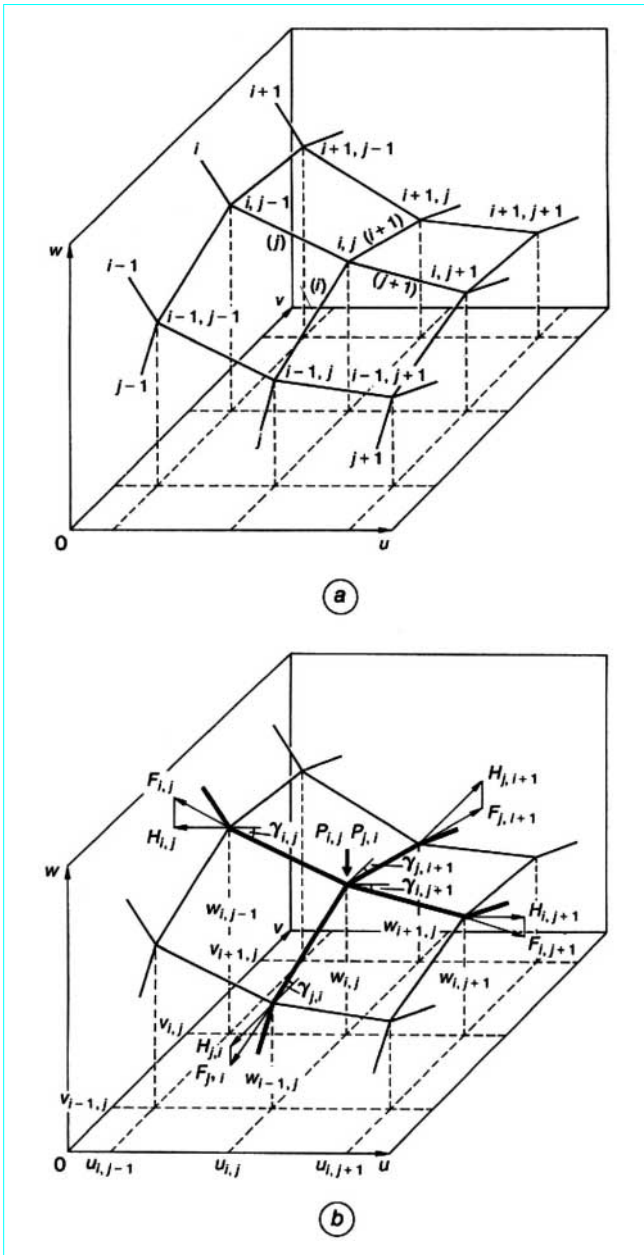 i+1
i
i+1, j−1
i, j−1
i+1, j
i+1, j+1
w
(j)
i, j
(i+1)
i−1
v
(i)
(j+1)
i, j+1
i−1, j−1
j−1
i−1, j
i−1, j+1
j
j+1
0
u
a
F i,j
H j,i+1
H i,j
γ i,j
P i,j P j,i
F j,i+1
γ j,i+1
γ i,j+1
w
w i,j−1
v
w i+1,j
H i,j+1
F i,j+1
v i+1,j
w i,j
w i,j+1
γ j,i
v i,j
H j,i
F j,i
w i−1,j
v i−1,j
0
u i,j−1
u i,j
u i,j+1
u
b